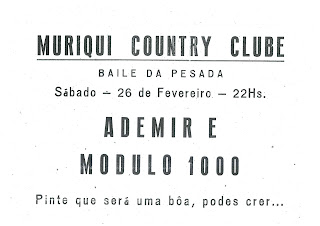 MURIQUI COUNTRY CLUBE
BAILE DA PESADA
Sábado — 26 de Fevereiro — 22Hs.
ADEMIR E
MODULO 1000
Pinte que será uma bôa, podes crer...